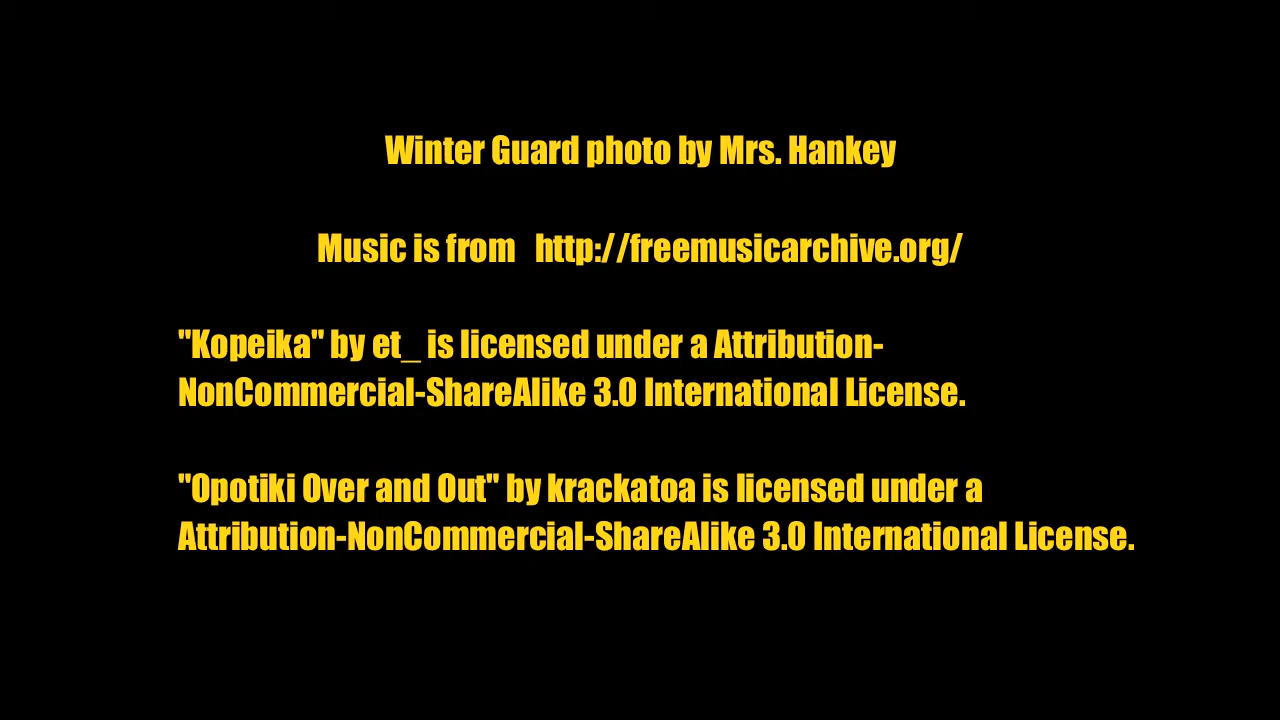 Winter Guard photo by Mrs. Hankey
Music is from http://freemusicarchive.org/
"Kopeika" by et_ is licensed under a Attribution-
NonCommercial-ShareAlike 3.0 International License.
"Opotiki Over and Out" by krackatoa is licensed under a
Attribution-NonCommercial-ShareAlike 3.0 International License.